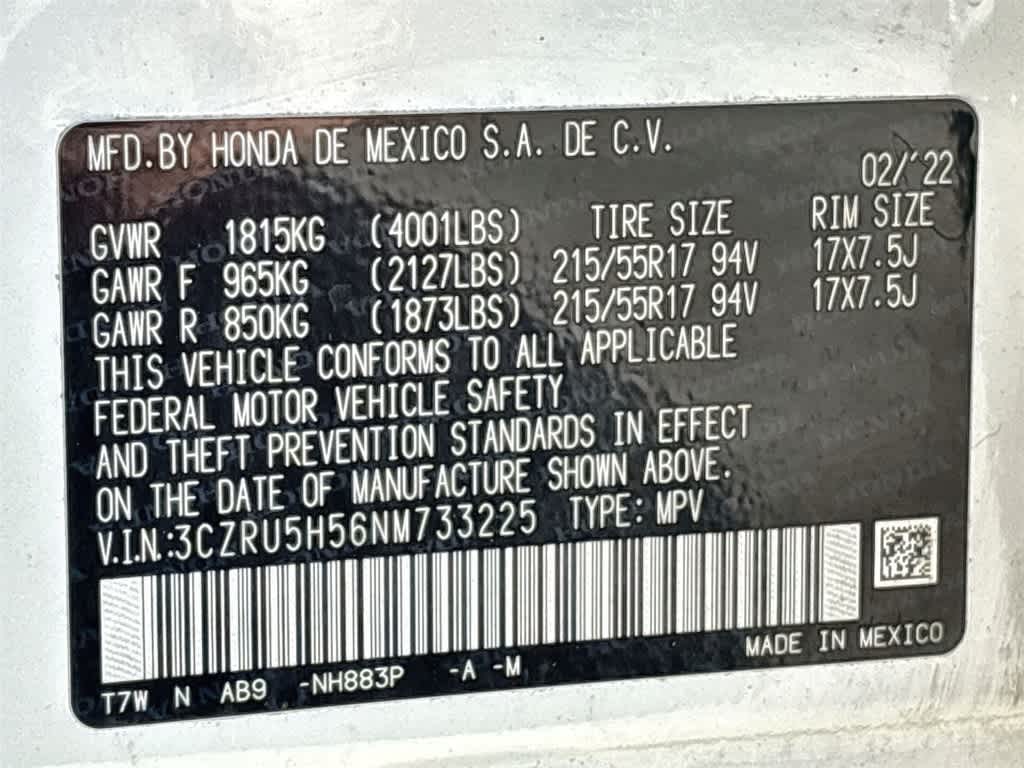 MFD.BY HONDA DE MEXICO S.A. DE C.V.
02/'22
GVWR 1815KG (4001LBS) TIRE SIZE RIM SIZE
GAWR F 965KG (2127LBS) 215/55R17 94V 17X7.5J
GAWR R 850KG (1873LBS) 215/55R17 94V 17X7.5J
THIS VEHICLE CONFORMS TO ALL APPLICABLE
FEDERAL MOTOR VEHICLE SAFETY
AND THEFT PREVENTION STANDARDS IN EFFECT
ON THE DATE OF MANUFACTURE SHOWN ABOVE.
V.I.N.:3CZRU5H56NM733225 TYPE: MPV
MADE IN MEXICO
T7W N AB9 -NH883P -A -M